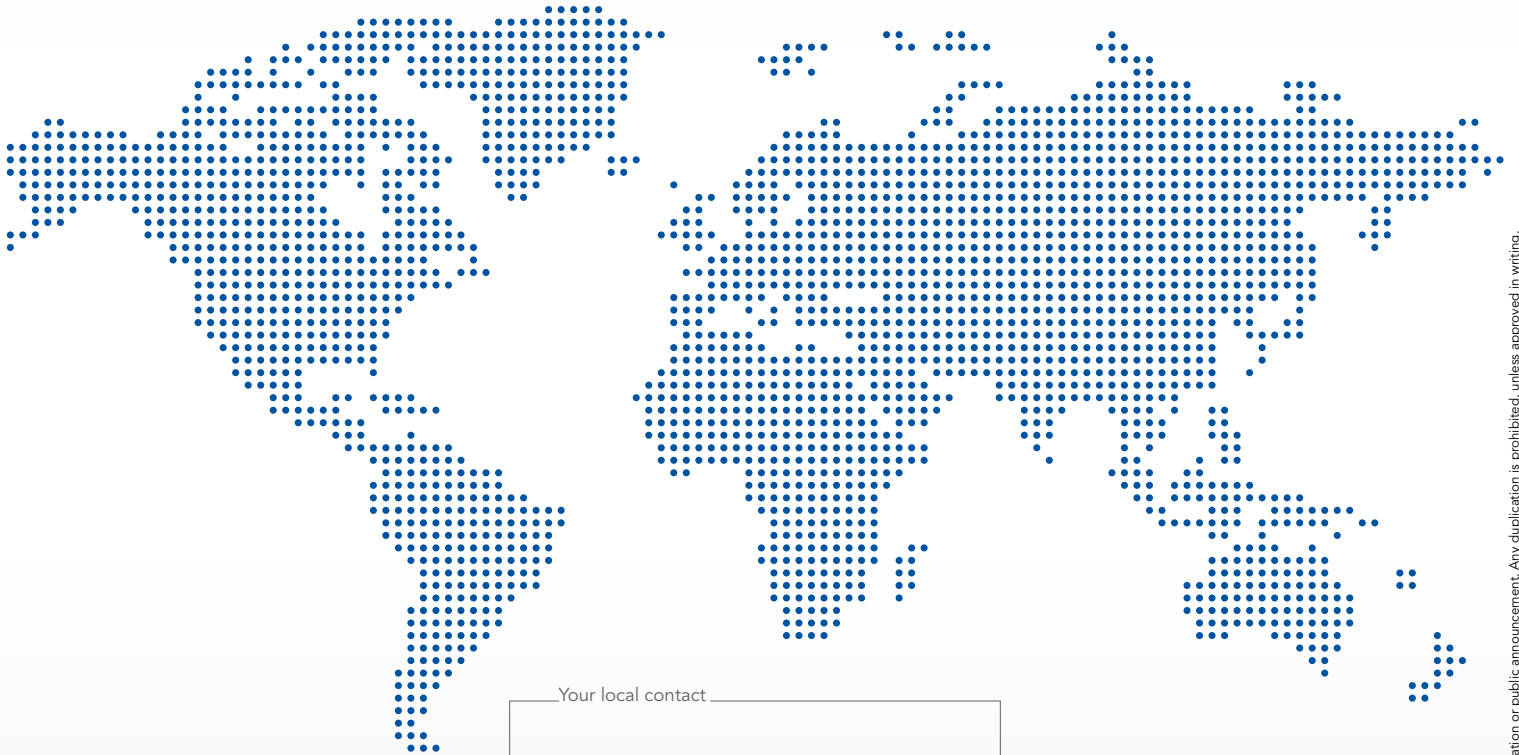 Your local contact
ation or public announcement. Any duplication is prohibited, unless approved in writing.